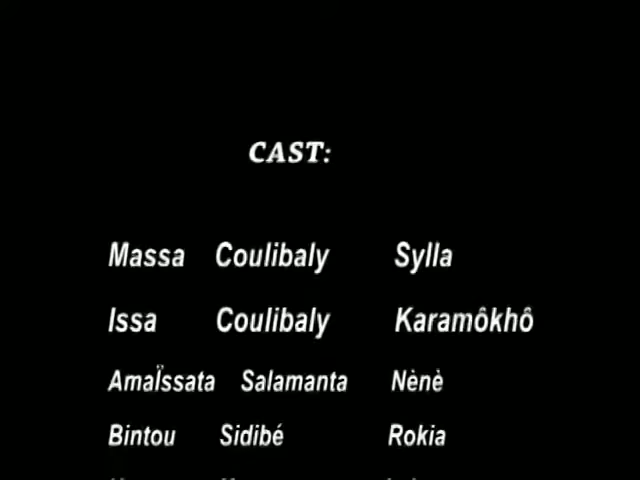 CAST:
Massa Coulibaly Sylla
Issa Coulibaly Karamôkhô
AmaÏssata Salamanta Nènè
Bintou Sidibé Rokia